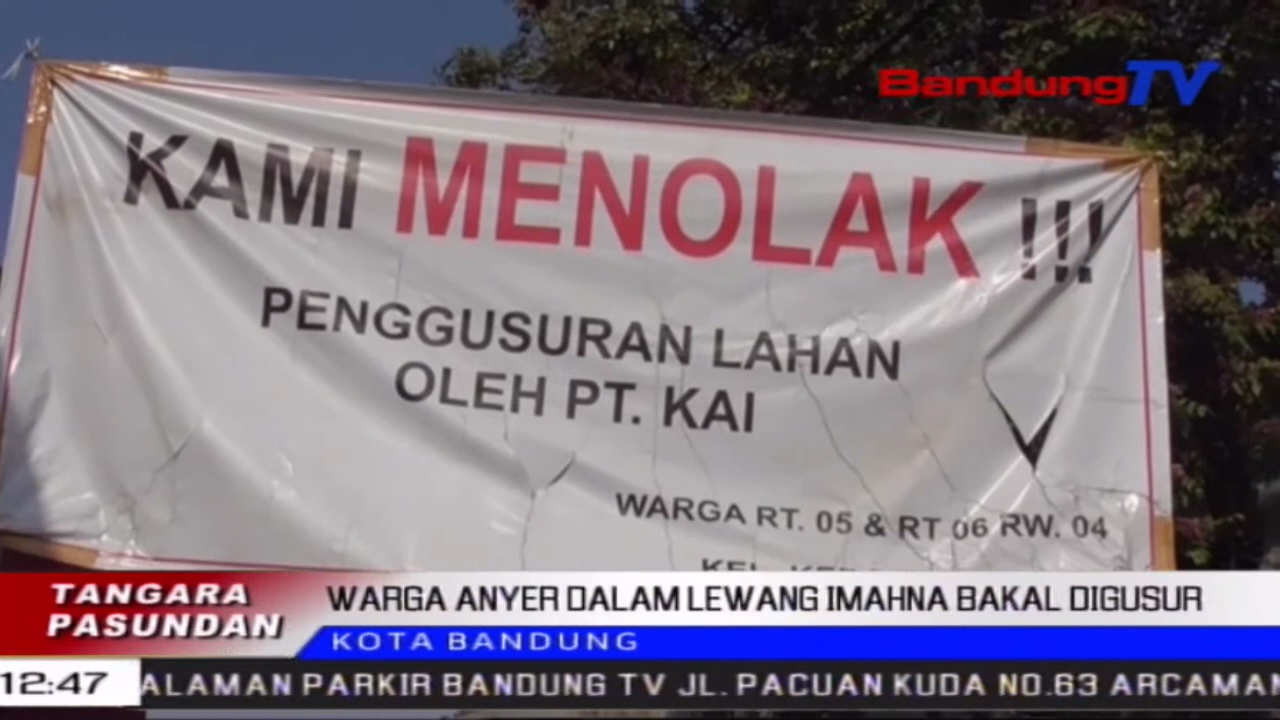 BandungTV
KAMI MENOLAK !!!
PENGGUSURAN LAHAN
OLEH PT. KAI
WARGA RT. 05 & RT 06 RW. 04
KEL.
TANGARA
PASUNDAN
WARGA ANYER DALAM LEWANG IMAHNA BAKAL DIGUSUR
KOTA BANDUNG
12:47
ALAMAN PARKIR BANDUNG TV JL. PACUAN KUDA NO.63 ARCAMAN